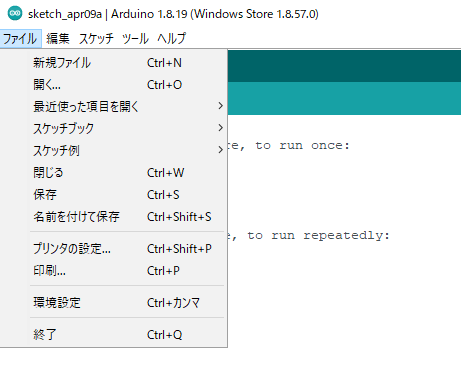 sketch_apr09a | Arduino 1.8.19 (Windows Store 1.8.57.0)
ファイル 編集 スケッチ ツール ヘルプ
新規ファイル Ctrl+N
開く... Ctrl+O
最近使った項目を開く
スケッチブック
スケッチ例
re, to run once:
閉じる Ctrl+W
保存 Ctrl+S
名前を付けて保存 Ctrl+Shift+S
e, to run repeatedly:
プリンタの設定... Ctrl+Shift+P
印刷... Ctrl+P
環境設定 Ctrl+カンマ
終了 Ctrl+Q